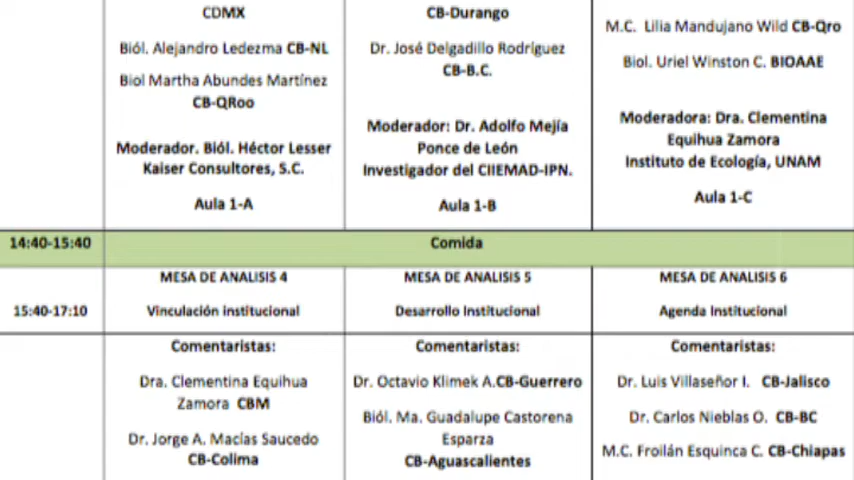 CDMX
Biól. Alejandro Ledezma CB-NL
Biol Martha Abundes Martínez
CB-QRoo
Moderador. Biól. Héctor Lesser
Kaiser Consultores, S.C.
Aula 1-A
CB-Durango
Dr. José Delgadillo Rodríguez
CB-B.C.
Moderador: Dr. Adolfo Mejía
Ponce de León
Investigador del CIIEMAD-IPN.
Aula 1-B
M.C. Lilia Mandujano Wild CB-Qro
Biol. Uriel Winston C. BIOAAE
Moderadora: Dra. Clementina
Equihua Zamora
Instituto de Ecología, UNAM
Aula 1-C
14:40-15:40
Comida
15:40-17:10
MESA DE ANALISIS 4
Vinculación institucional
MESA DE ANALISIS 5
Desarrollo Institucional
MESA DE ANALISIS 6
Agenda Institucional
Comentaristas:
Dra. Clementina Equihua
Zamora CBM
Dr. Jorge A. Macías Saucedo
CB-Colima
Comentaristas:
Dr. Octavio Klimek A.CB-Guerrero
Biól. Ma. Guadalupe Castorena
Esparza
CB-Aguascalientes
Comentaristas:
Dr. Luis Villaseñor I. CB-Jalisco
Dr. Carlos Nieblas O. CB-BC
M.C. Froilán Esquinca C. CB-Chiapas